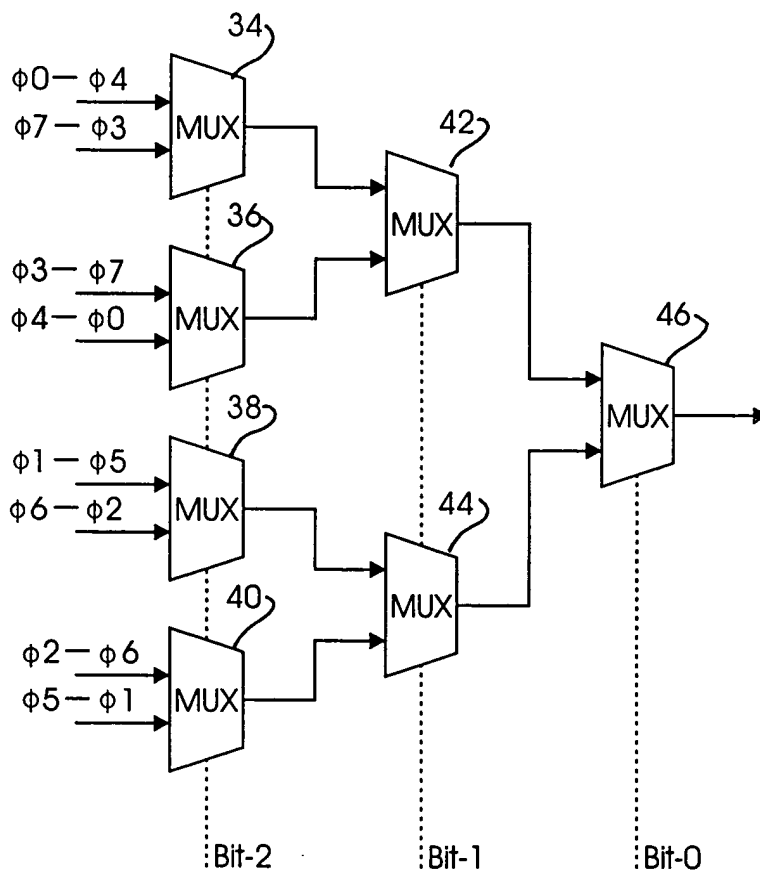 34
ϕ0— ϕ4
ϕ7— ϕ3
MUX
42
MUX
36
ϕ3— ϕ7
ϕ4— ϕ0
MUX
46
MUX
38
ϕ1— ϕ5
ϕ6— ϕ2
MUX
44
MUX
40
ϕ2— ϕ6
ϕ5— ϕ1
MUX
Bit-2
Bit-1
Bit-0